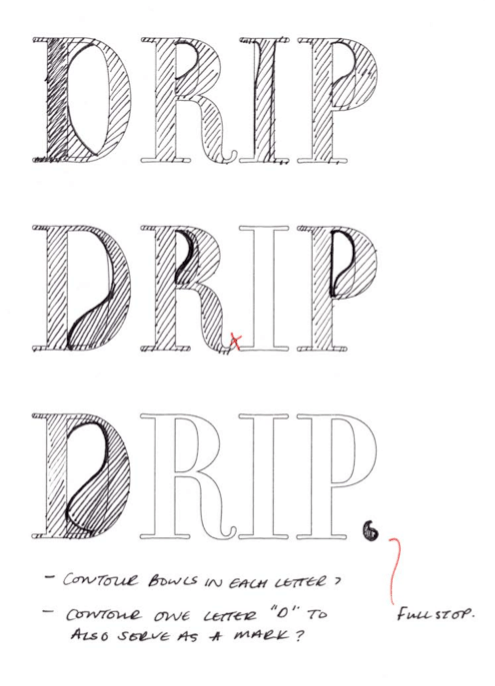 DRIP
DRIP
x
DRIP
- CONTOUR BOWLS IN EACH LETTER ?
- CONTOUR ONE LETTER "D" TO
ALSO SERVE AS A MARK ?
FULLSTOP.